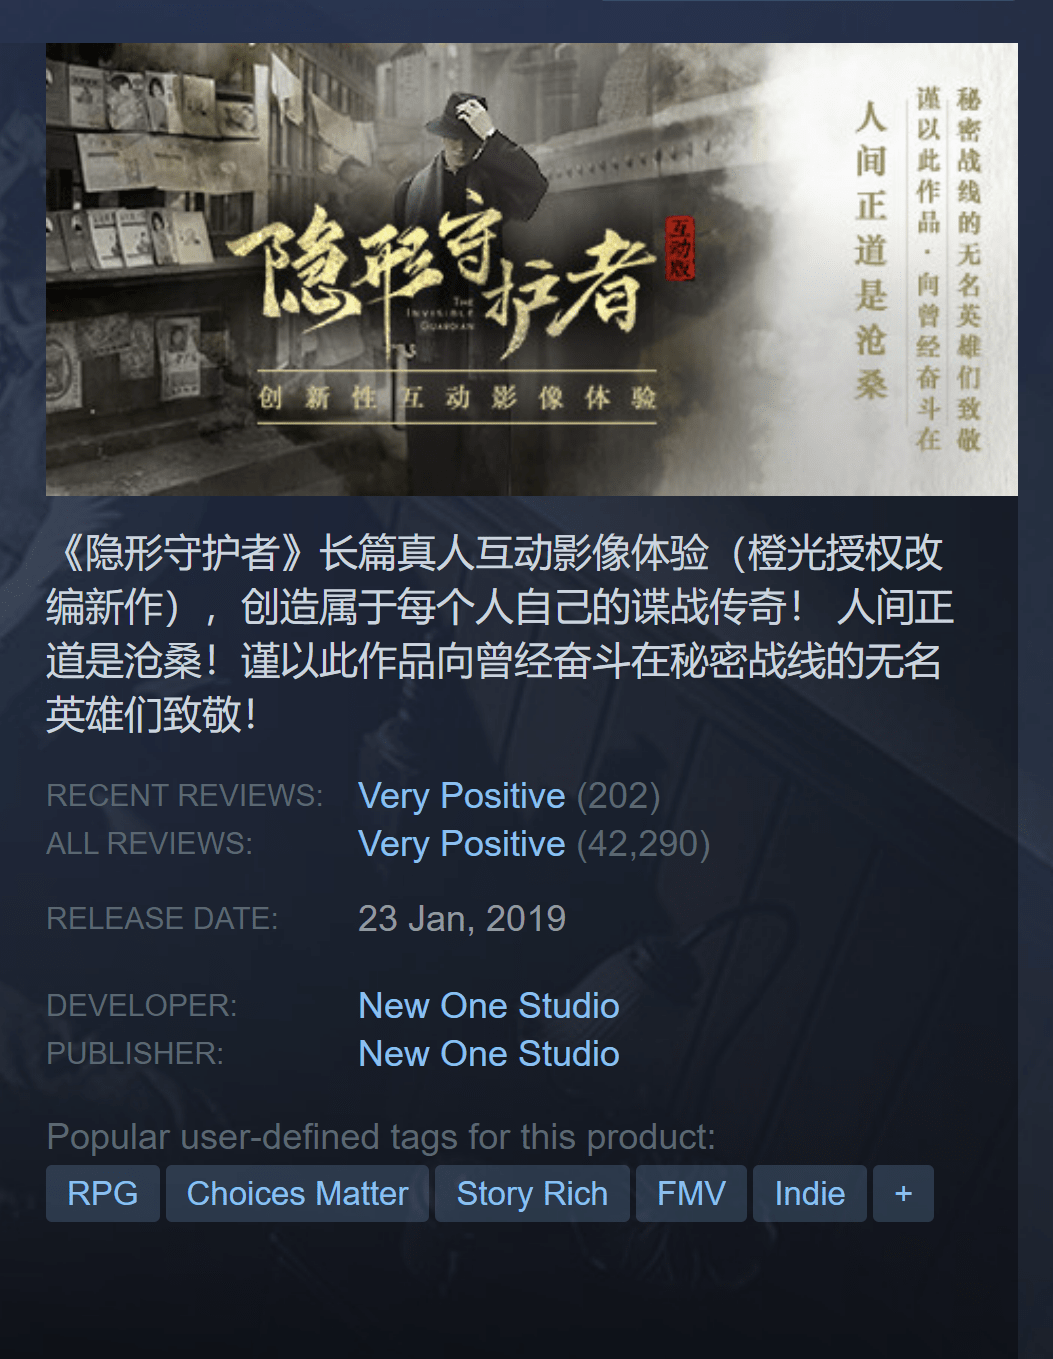 隐形守护者
互动版
THE
INVISIBLE
GUARDIAN
创新性互动影像体验
秘密战线的无名英雄们致敬
谨以此作品·向曾经奋斗在
人间正道是沧桑
《隐形守护者》长篇真人互动影像体验（橙光授权改
编新作），创造属于每个人自己的谍战传奇！ 人间正
道是沧桑！谨以此作品向曾经奋斗在秘密战线的无名
英雄们致敬！
RECENT REVIEWS: Very Positive (202)
ALL REVIEWS: Very Positive (42,290)
RELEASE DATE: 23 Jan, 2019
DEVELOPER: New One Studio
PUBLISHER: New One Studio
Popular user-defined tags for this product:
RPG Choices Matter Story Rich FMV Indie +